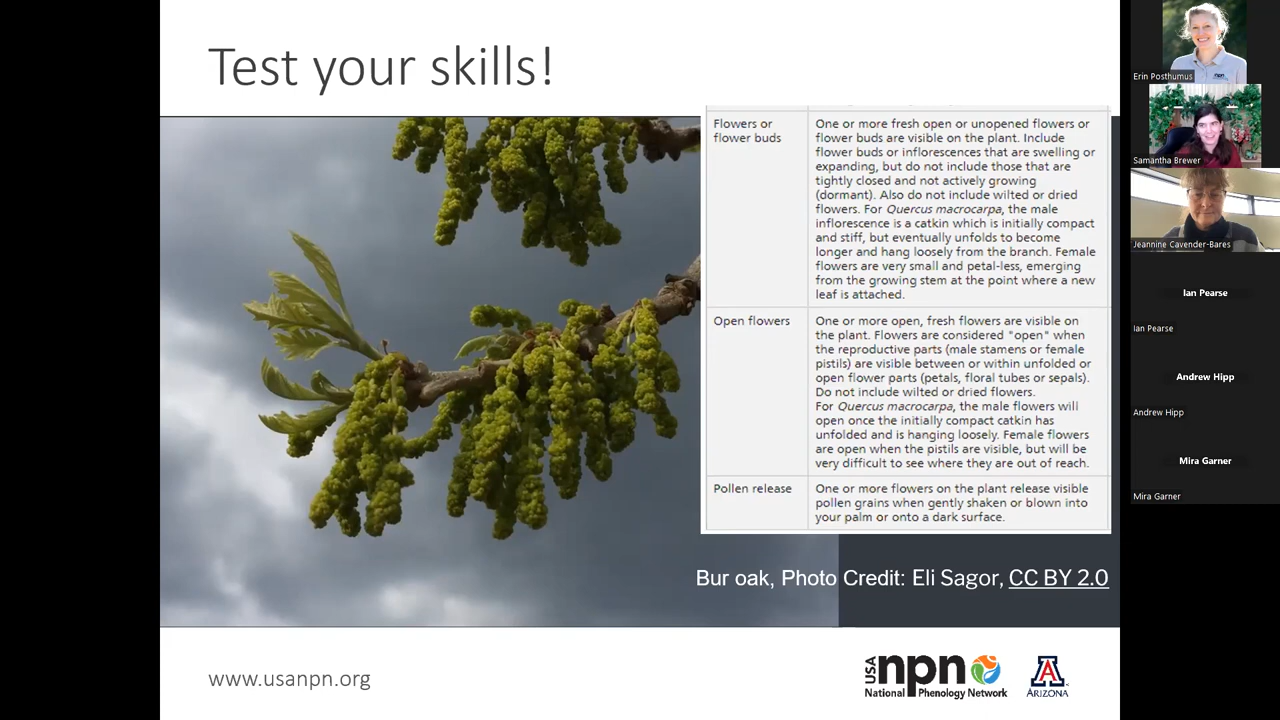 Test your skills!
Flowers or
flower buds
One or more fresh open or unopened flowers or
flower buds are visible on the plant. Include
flower buds or inflorescences that are swelling or
expanding, but do not include those that are
tightly closed and not actively growing
(dormant). Also do not include wilted or dried
flowers. For Quercus macrocarpa, the male
inflorescence is a catkin which is initially compact
and stiff, but eventually unfolds to become
longer and hang loosely from the branch. Female
flowers are very small and petal-less, emerging
from the growing stem at the point where a new
leaf is attached.
Open flowers
One or more open, fresh flowers are visible on
the plant. Flowers are considered "open" when
the reproductive parts (male stamens or female
pistils) are visible between or within unfolded or
open flower parts (petals, floral tubes or sepals).
Do not include wilted or dried flowers.
For Quercus macrocarpa, the male flowers will
open once the initially compact catkin has
unfolded and is hanging loosely. Female flowers
are open when the pistils are visible, but will be
very difficult to see where they are out of reach.
Pollen release
One or more flowers on the plant release visible
pollen grains when gently shaken or blown into
your palm or onto a dark surface.
Bur oak, Photo Credit: Eli Sagor, CC BY 2.0
www.usanpn.org
USA npn
National Phenology Network
A
ARIZONA
Erin Posthumus
npn
Samantha Brewer
Jeannine Cavender-Bares
Ian Pearse
Ian Pearse
Andrew Hipp
Andrew Hipp
Mira Garner
Mira Garner